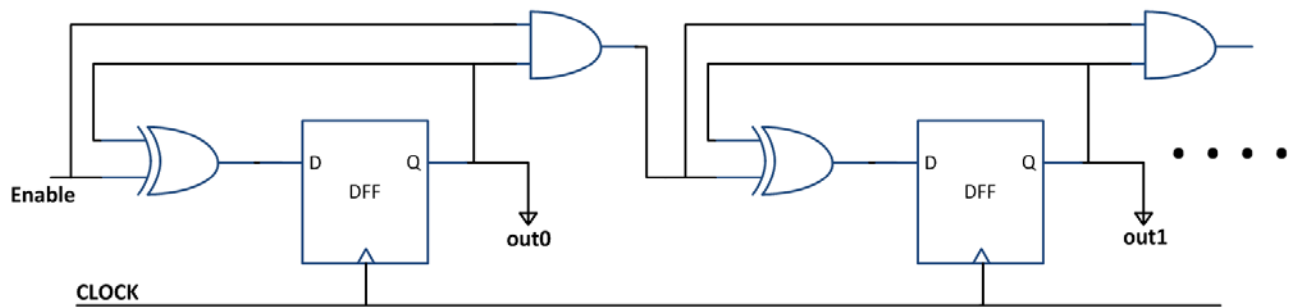 D Q D Q
DFF DFF
Enable
out0 out1
CLOCK